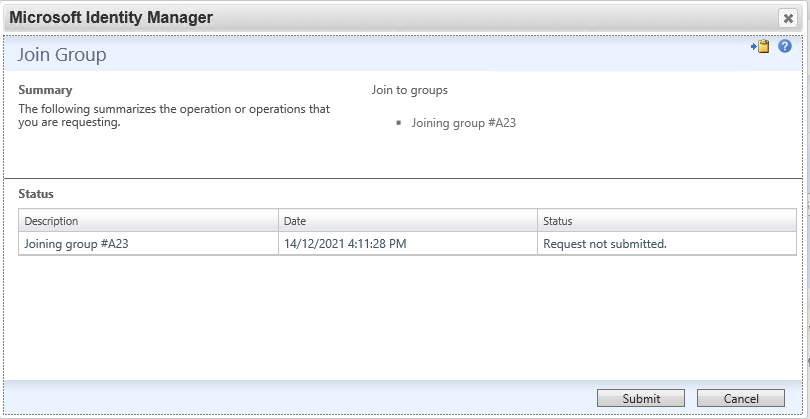 Microsoft Identity Manager
Join Group
Summary
The following summarizes the operation or operations that
you are requesting.
Join to groups
Joining group #A23
Status
Description Date Status
Joining group #A23 14/12/2021 4:11:28 PM Request not submitted.
Submit Cancel